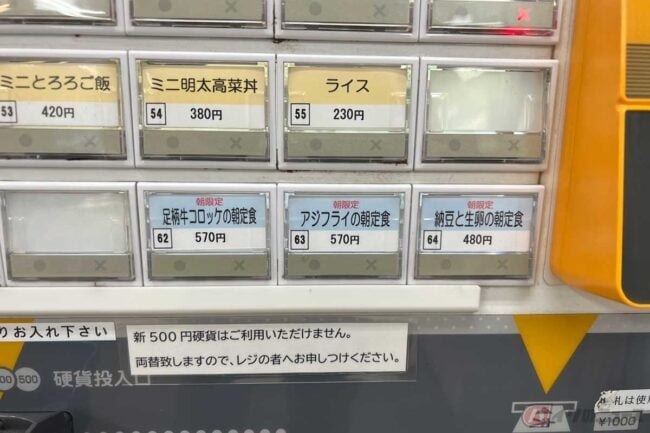 ミニとろろご飯
53 420円
ミニ明太高菜丼
54 380円
ライス
55 230円
朝限定
足柄牛コロッケの朝定食
62 570円
朝限定
アジフライの朝定食
63 570円
朝限定
納豆と生卵の朝定食
64 480円
りお入れ下さい
新500円硬貨はご利用いただけません。
両替致しますので、レジの者へお申しつけください。
500
硬貨投入口
札は使用
¥1000